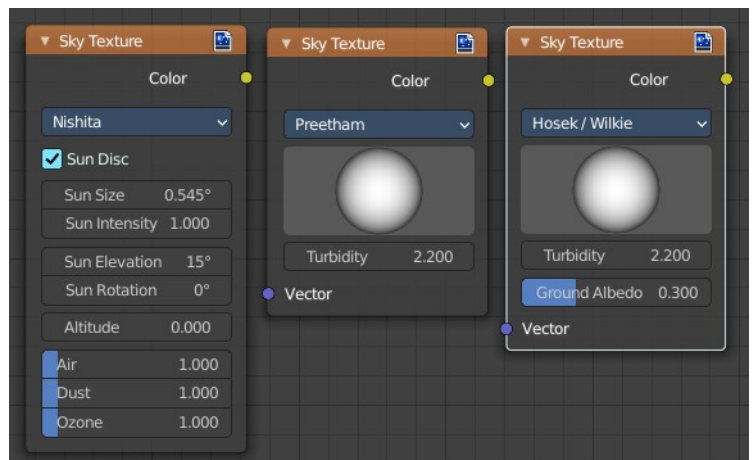 Sky Texture
Color
Nishita
Sun Disc
Sun Size 0.545°
Sun Intensity 1.000
Sun Elevation 15°
Sun Rotation 0°
Altitude 0.000
Air 1.000
Dust 1.000
Ozone 1.000
Sky Texture
Color
Preetham
Turbidity 2.200
Vector
Sky Texture
Color
Hosek / Wilkie
Turbidity 2.200
Ground Albedo 0.300
Vector